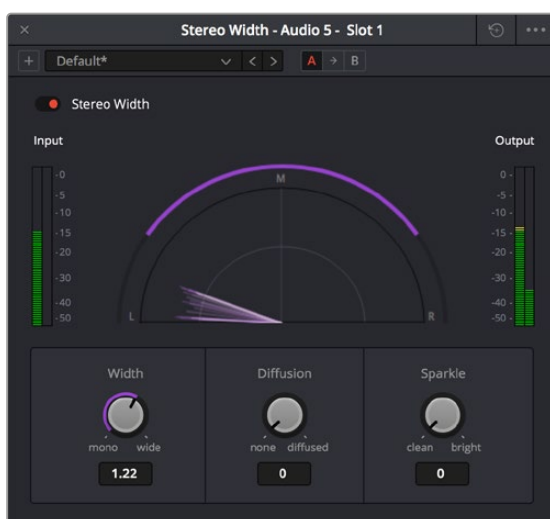 Stereo Width - Audio 5 - Slot 1
Default*
A B
Stereo Width
Input
Output
M
-0
-5
-10
-15
-20
-30
-40
-50
0 -
-5 -
-10 -
-15 -
-20 -
-30 -
-40 -
-50 -
L
R
Width
Diffusion
Sparkle
mono wide
none diffused
clean bright
1.22
0
0